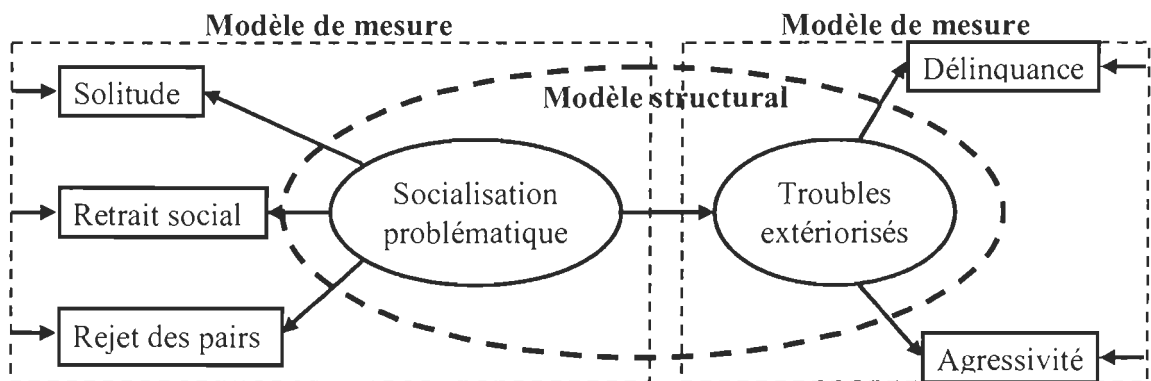 Modèle de mesure
Modèle de mesure
Solitude
Délinquance
Modèle structural
Retrait social
Socialisation
problématique
Troubles
extériorisés
Rejet des pairs
Agressivité